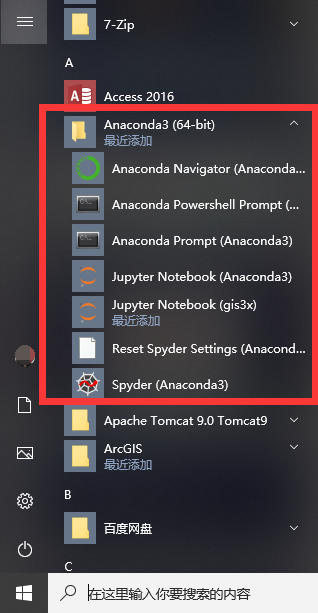 7-Zip
A
Access 2016
Anaconda3 (64-bit)
最近添加
Anaconda Navigator (Anaconda...
Anaconda Powershell Prompt (...
Anaconda Prompt (Anaconda3)
Jupyter Notebook (Anaconda3)
Jupyter Notebook (gis3x)
最近添加
Reset Spyder Settings (Anacond...
Spyder (Anaconda3)
Apache Tomcat 9.0 Tomcat9
ArcGIS
最近添加
B
百度网盘
C
在这里输入你要搜索的内容